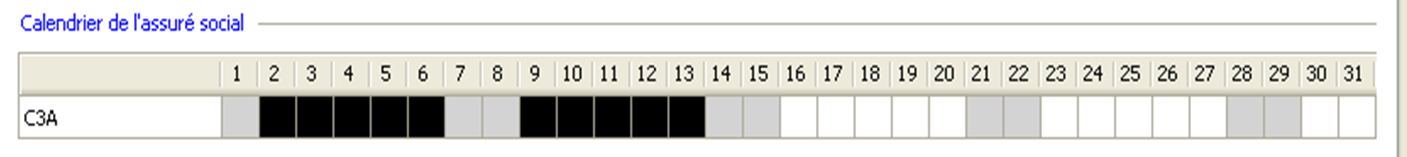 Calendrier de l'assuré social
1 2 3 4 5 6 7 8 9 10 11 12 13 14 15 16 17 18 19 20 21 22 23 24 25 26 27 28 29 30 31
C3A